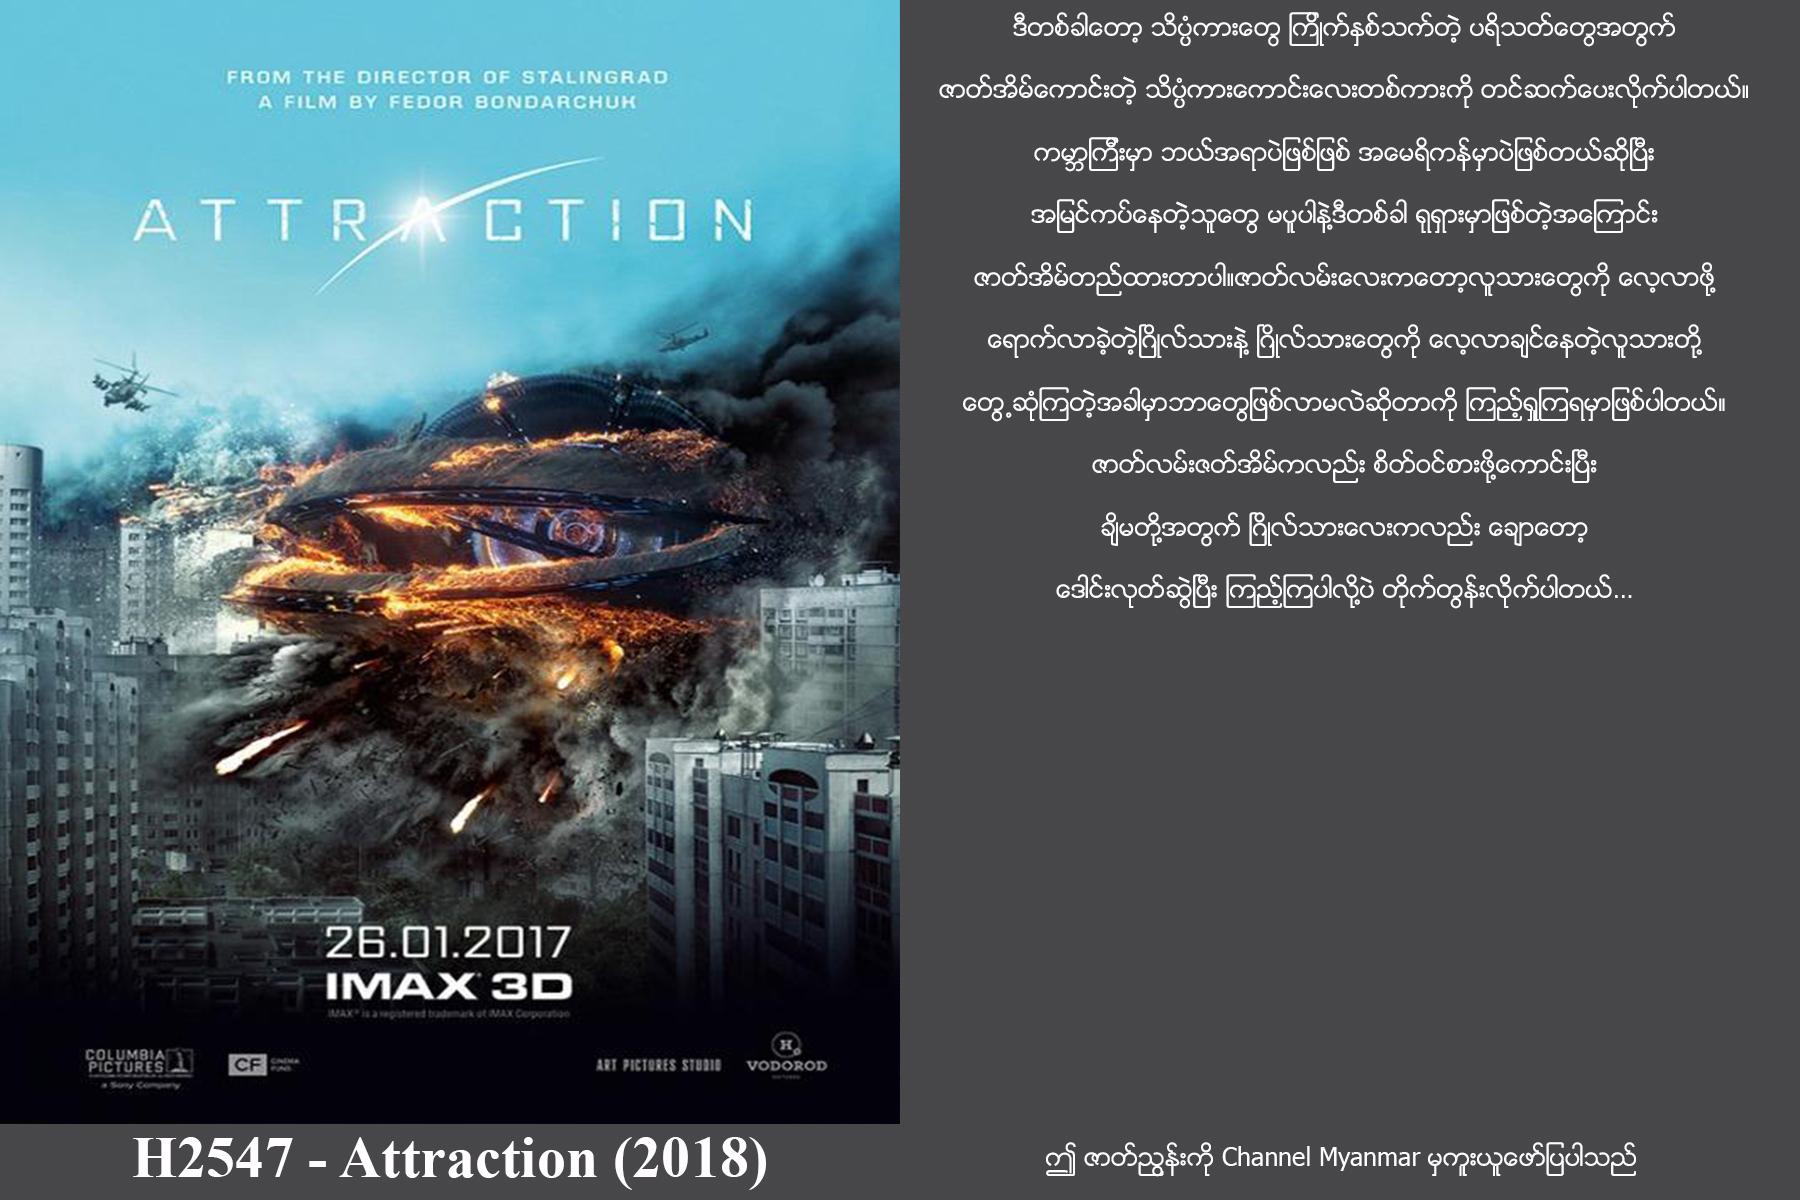 FROM THE DIRECTOR OF STALINGRAD
A FILM BY FEDOR BONDARCHUK
ATTRACTION
26.01.2017
IMAX® 3D
IMAX® is a registered trademark of IMAX Corporation
COLUMBIA
PICTURES
a Sony Company
CF CINEMA
FUND
ART PICTURES STUDIO
H
VODOROD
H2547 - Attraction (2018)
ဒီတစ်ခါတော့ သိပ္ပံကားတွေ ကြိုက်နှစ်သက်တဲ့ ပရိသတ်တွေအတွက်
ဇာတ်အိမ်ကောင်းတဲ့ သိပ္ပံကားကောင်းလေးတစ်ကားကို တင်ဆက်ပေးလိုက်ပါတယ်။
ကမ္ဘာကြီးမှာ ဘယ်အရာပဲဖြစ်ဖြစ် အမေရိကန်မှာပဲဖြစ်တယ်ဆိုပြီး
အမြင်ကပ်နေတဲ့သူတွေ မပူပါနဲ့ဒီတစ်ခါ ရုရှားမှာဖြစ်တဲ့အကြောင်း
ဇာတ်အိမ်တည်ထားတာပါ။ဇာတ်လမ်းလေးကတော့လူသားတွေကို လေ့လာဖို့
ရောက်လာခဲ့တဲ့ဂြိုလ်သားနဲ့ ဂြိုလ်သားတွေကို လေ့လာချင်နေတဲ့လူသားတို့
တွေ့ဆုံကြတဲ့အခါမှာဘာတွေဖြစ်လာမလဲဆိုတာကို ကြည့်ရှုကြရမှာဖြစ်ပါတယ်။
ဇာတ်လမ်းဇတ်အိမ်ကလည်း စိတ်ဝင်စားဖို့ကောင်းပြီး
ချိမတို့အတွက် ဂြိုလ်သားလေးကလည်း ချောတော့
ဒေါင်းလုတ်ဆွဲပြီး ကြည့်ကြပါလို့ပဲ တိုက်တွန်းလိုက်ပါတယ်...
ဤ ဇာတ်ညွှန်းကို Channel Myanmar မှကူးယူဖော်ပြပါသည်